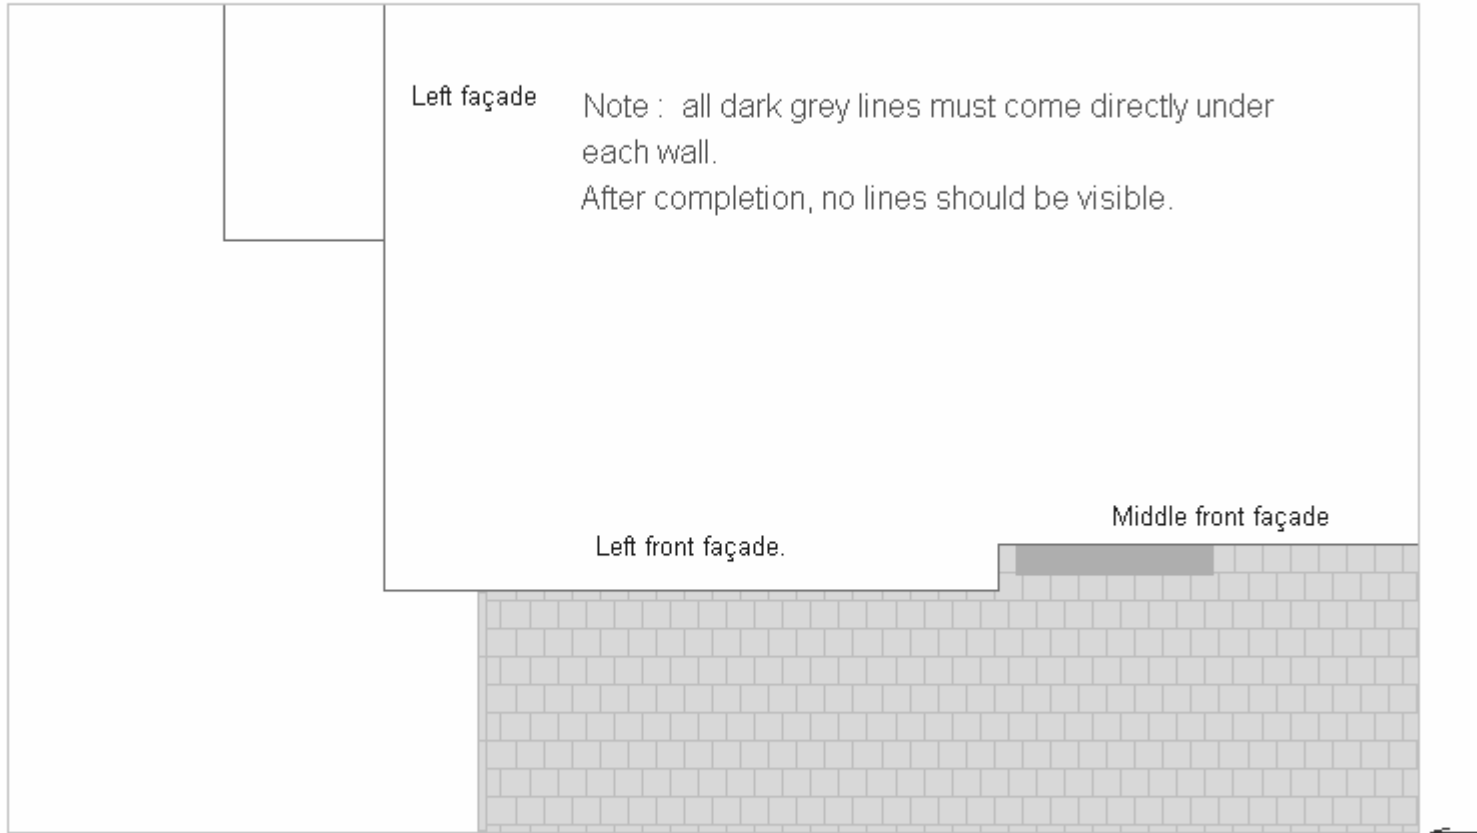 Left façade
Note : all dark grey lines must come directly under
each wall.
After completion, no lines should be visible.
Middle front façade
Left front façade.